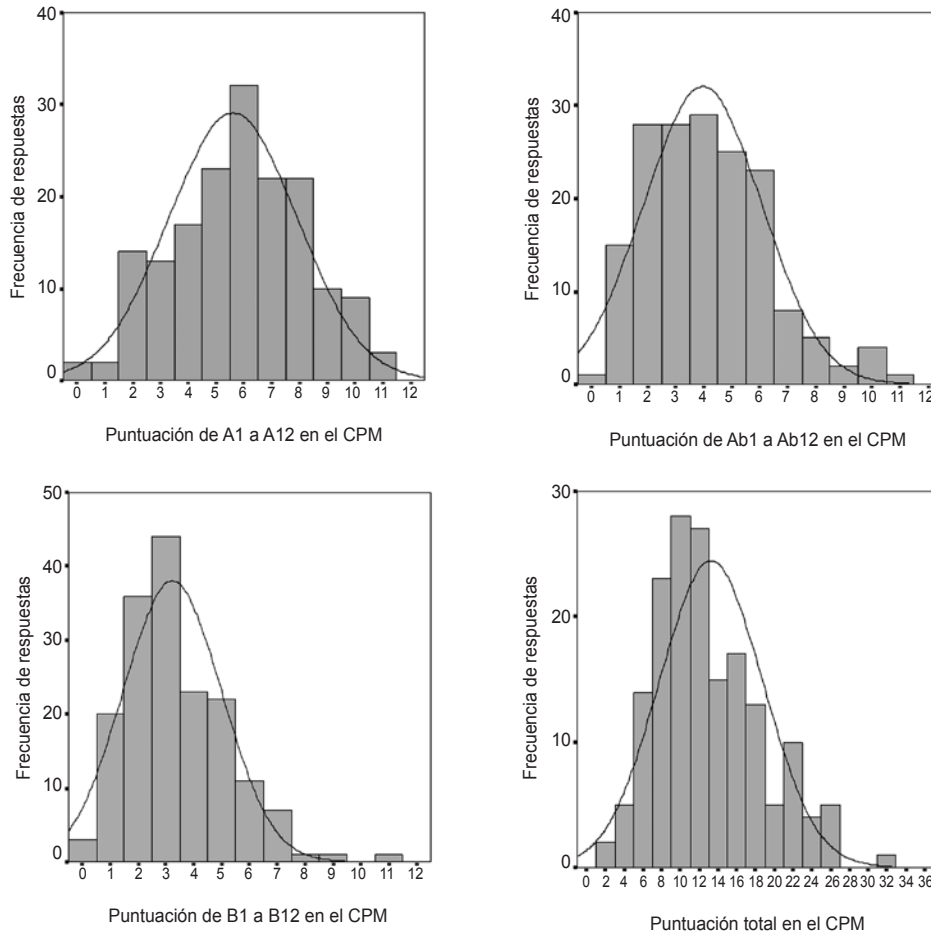 40
30
20
10
0
Frecuencia de respuestas
0 1 2 3 4 5 6 7 8 9 10 11 12
Puntuación de A1 a A12 en el CPM
40
30
20
10
0
Frecuencia de respuestas
0 1 2 3 4 5 6 7 8 9 10 11 12
Puntuación de Ab1 a Ab12 en el CPM
50
40
30
20
10
0
Frecuencia de respuestas
0 1 2 3 4 5 6 7 8 9 10 11 12
Puntuación de B1 a B12 en el CPM
30
20
10
0
Frecuencia de respuestas
0 2 4 6 8 10 12 14 16 18 20 22 24 26 28 30 32 34 36
Puntuación total en el CPM